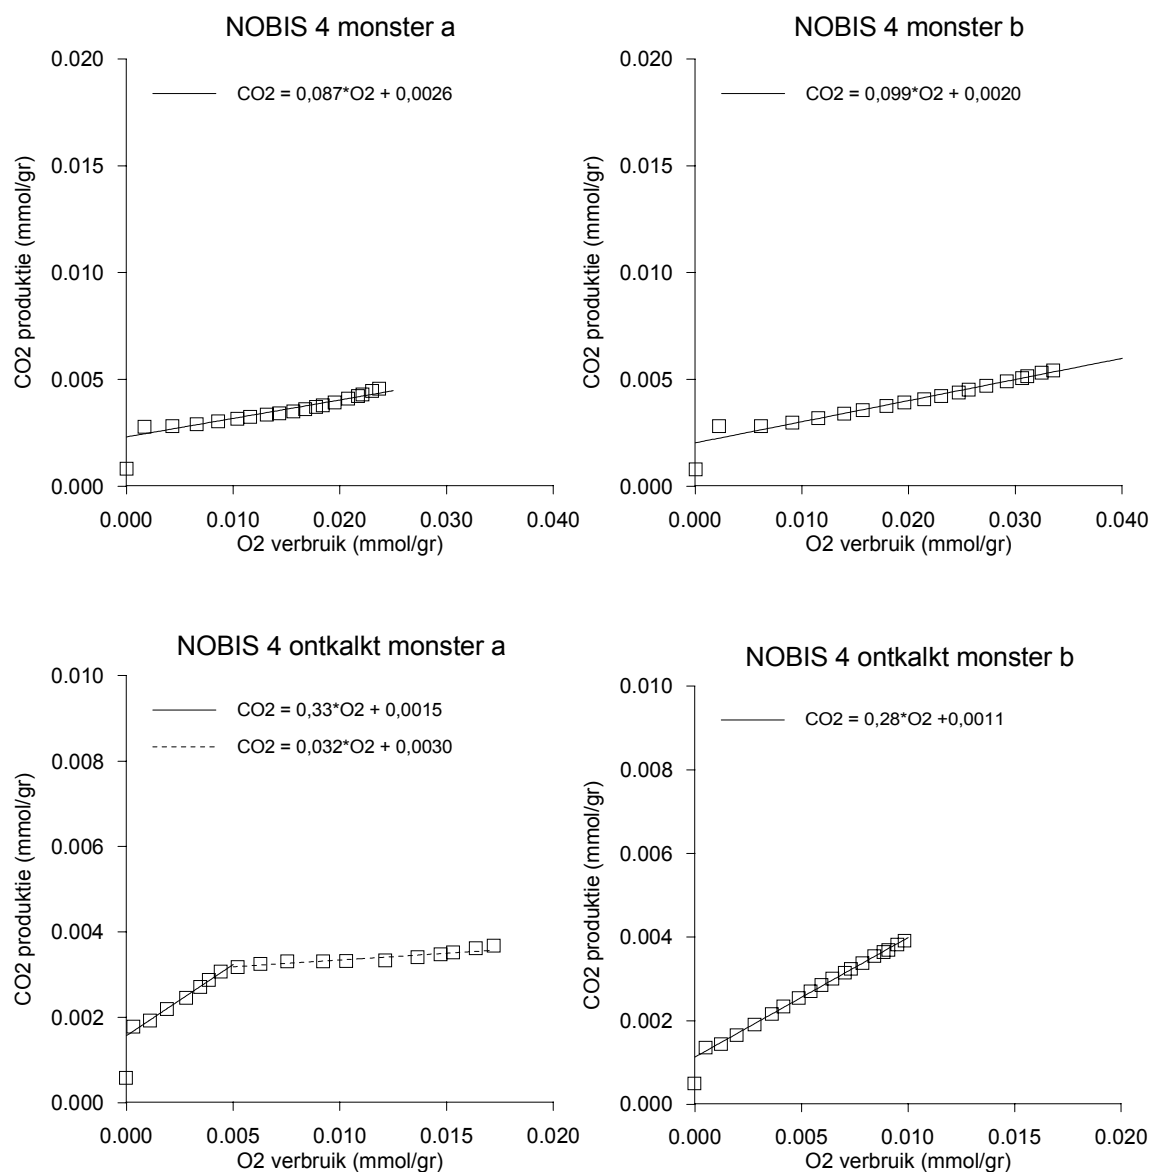 NOBIS 4 monster a
CO2 = 0,087*O2 + 0,0026
CO2 produktie (mmol/gr)
0.020
0.015
0.010
0.005
0.000
0.000 0.010 0.020 0.030 0.040
O2 verbruik (mmol/gr)
NOBIS 4 monster b
CO2 = 0,099*O2 + 0,0020
CO2 produktie (mmol/gr)
0.020
0.015
0.010
0.005
0.000
0.000 0.010 0.020 0.030 0.040
O2 verbruik (mmol/gr)
NOBIS 4 ontkalkt monster a
CO2 = 0,33*O2 + 0,0015
CO2 = 0,032*O2 + 0,0030
CO2 produktie (mmol/gr)
0.010
0.008
0.006
0.004
0.002
0.000
0.000 0.005 0.010 0.015 0.020
O2 verbruik (mmol/gr)
NOBIS 4 ontkalkt monster b
CO2 = 0,28*O2 +0,0011
CO2 produktie (mmol/gr)
0.010
0.008
0.006
0.004
0.002
0.000
0.000 0.005 0.010 0.015 0.020
O2 verbruik (mmol/gr)